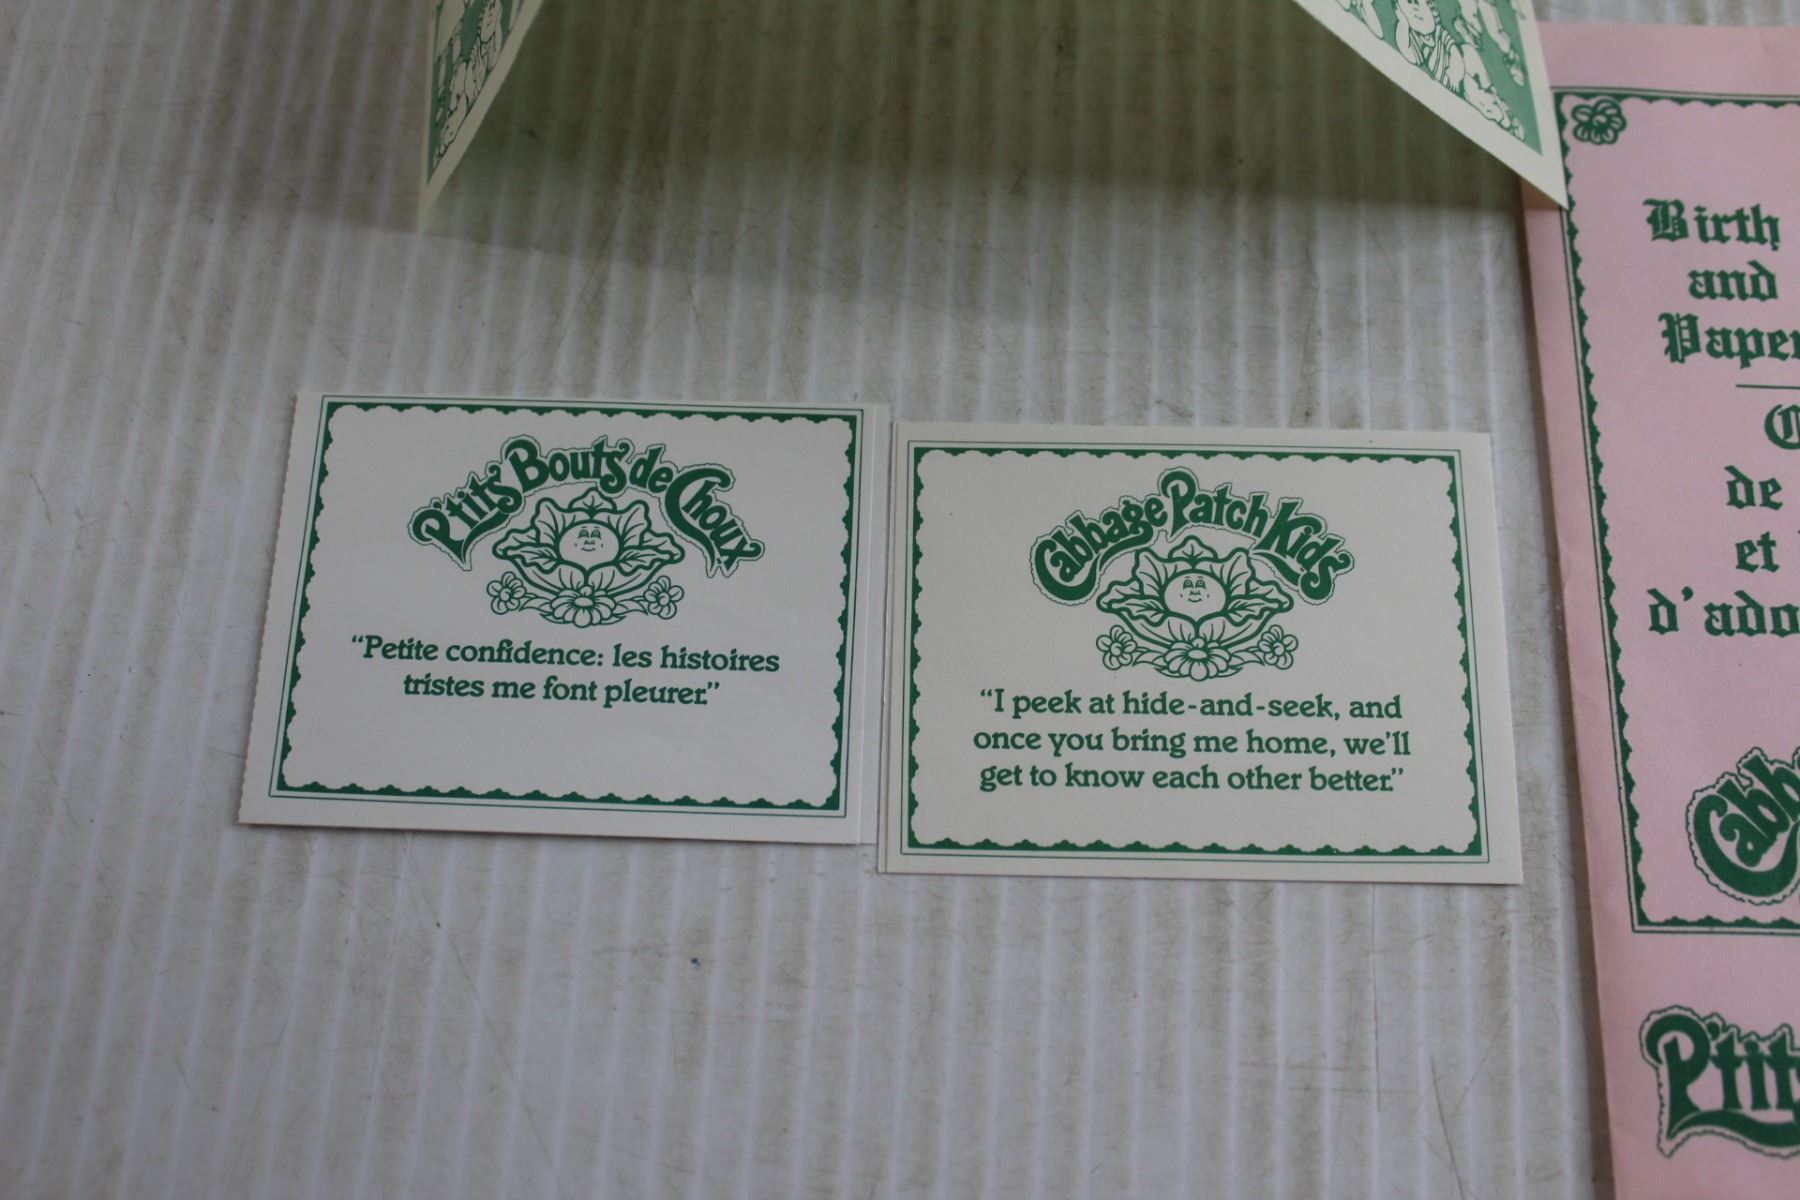 P'tits Bouts de Choux
"Petite confidence: les histoires
tristes me font pleurer."
Cabbage Patch Kids
"I peek at hide-and-seek, and
once you bring me home, we'll
get to know each other better."
Birth
and
de
et
P'tits